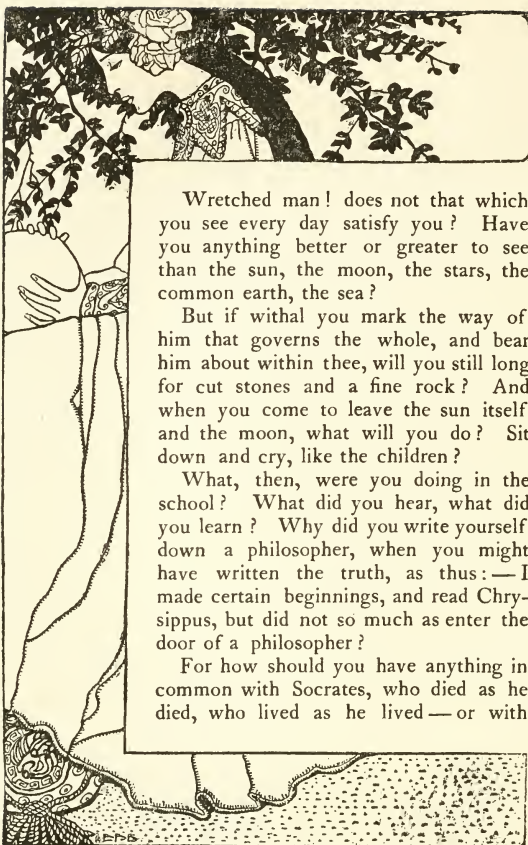 Wretched man! does not that which
you see every day satisfy you? Have
you anything better or greater to see
than the sun, the moon, the stars, the
common earth, the sea?
But if withal you mark the way of
him that governs the whole, and bear
him about within thee, will you still long
for cut stones and a fine rock? And
when you come to leave the sun itself
and the moon, what will you do? Sit
down and cry, like the children?
What, then, were you doing in the
school? What did you hear, what did
you learn? Why did you write yourself
down a philosopher, when you might
have written the truth, as thus:—I
made certain beginnings, and read Chry-
sippus, but did not so much as enter the
door of a philosopher?
For how should you have anything in
common with Socrates, who died as he
died, who lived as he lived—or with